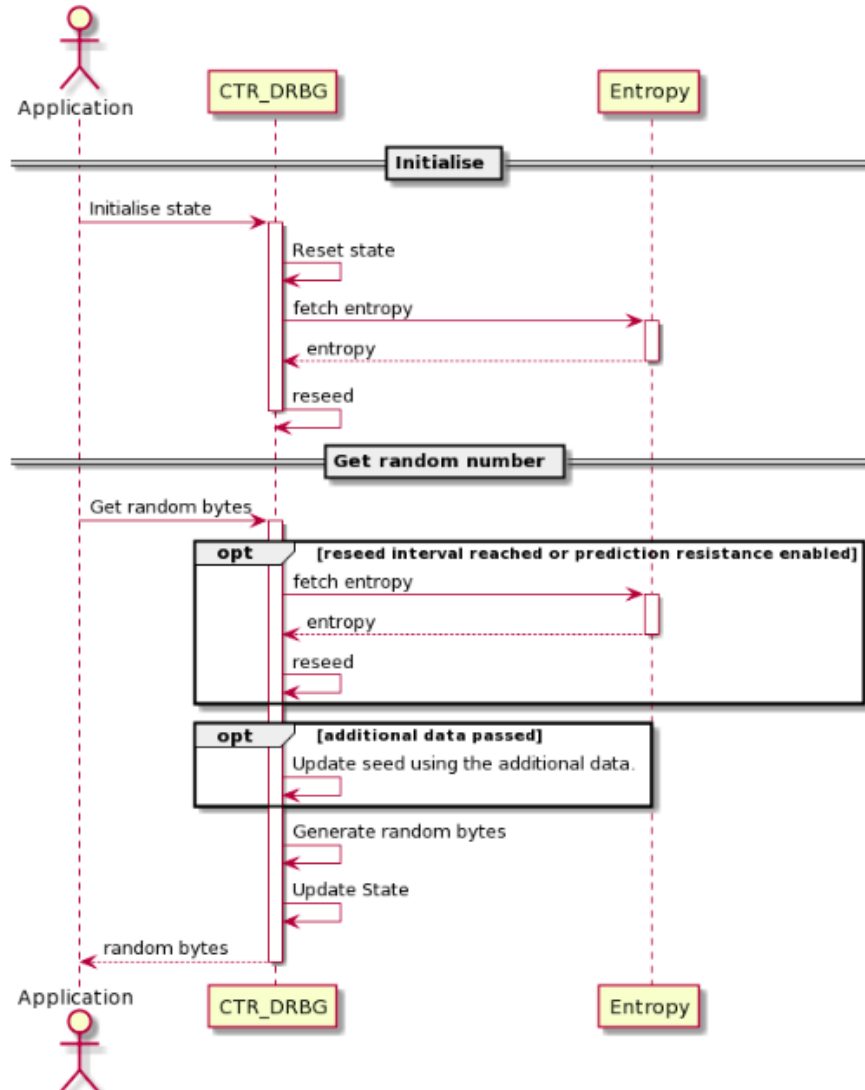 Application
CTR_DRBG
Entropy
Initialise
Initialise state
Reset state
fetch entropy
entropy
reseed
Get random number
Get random bytes
opt [reseed interval reached or prediction resistance enabled]
fetch entropy
entropy
reseed
opt [additional data passed]
Update seed using the additional data.
Generate random bytes
Update State
random bytes
Application
CTR_DRBG
Entropy